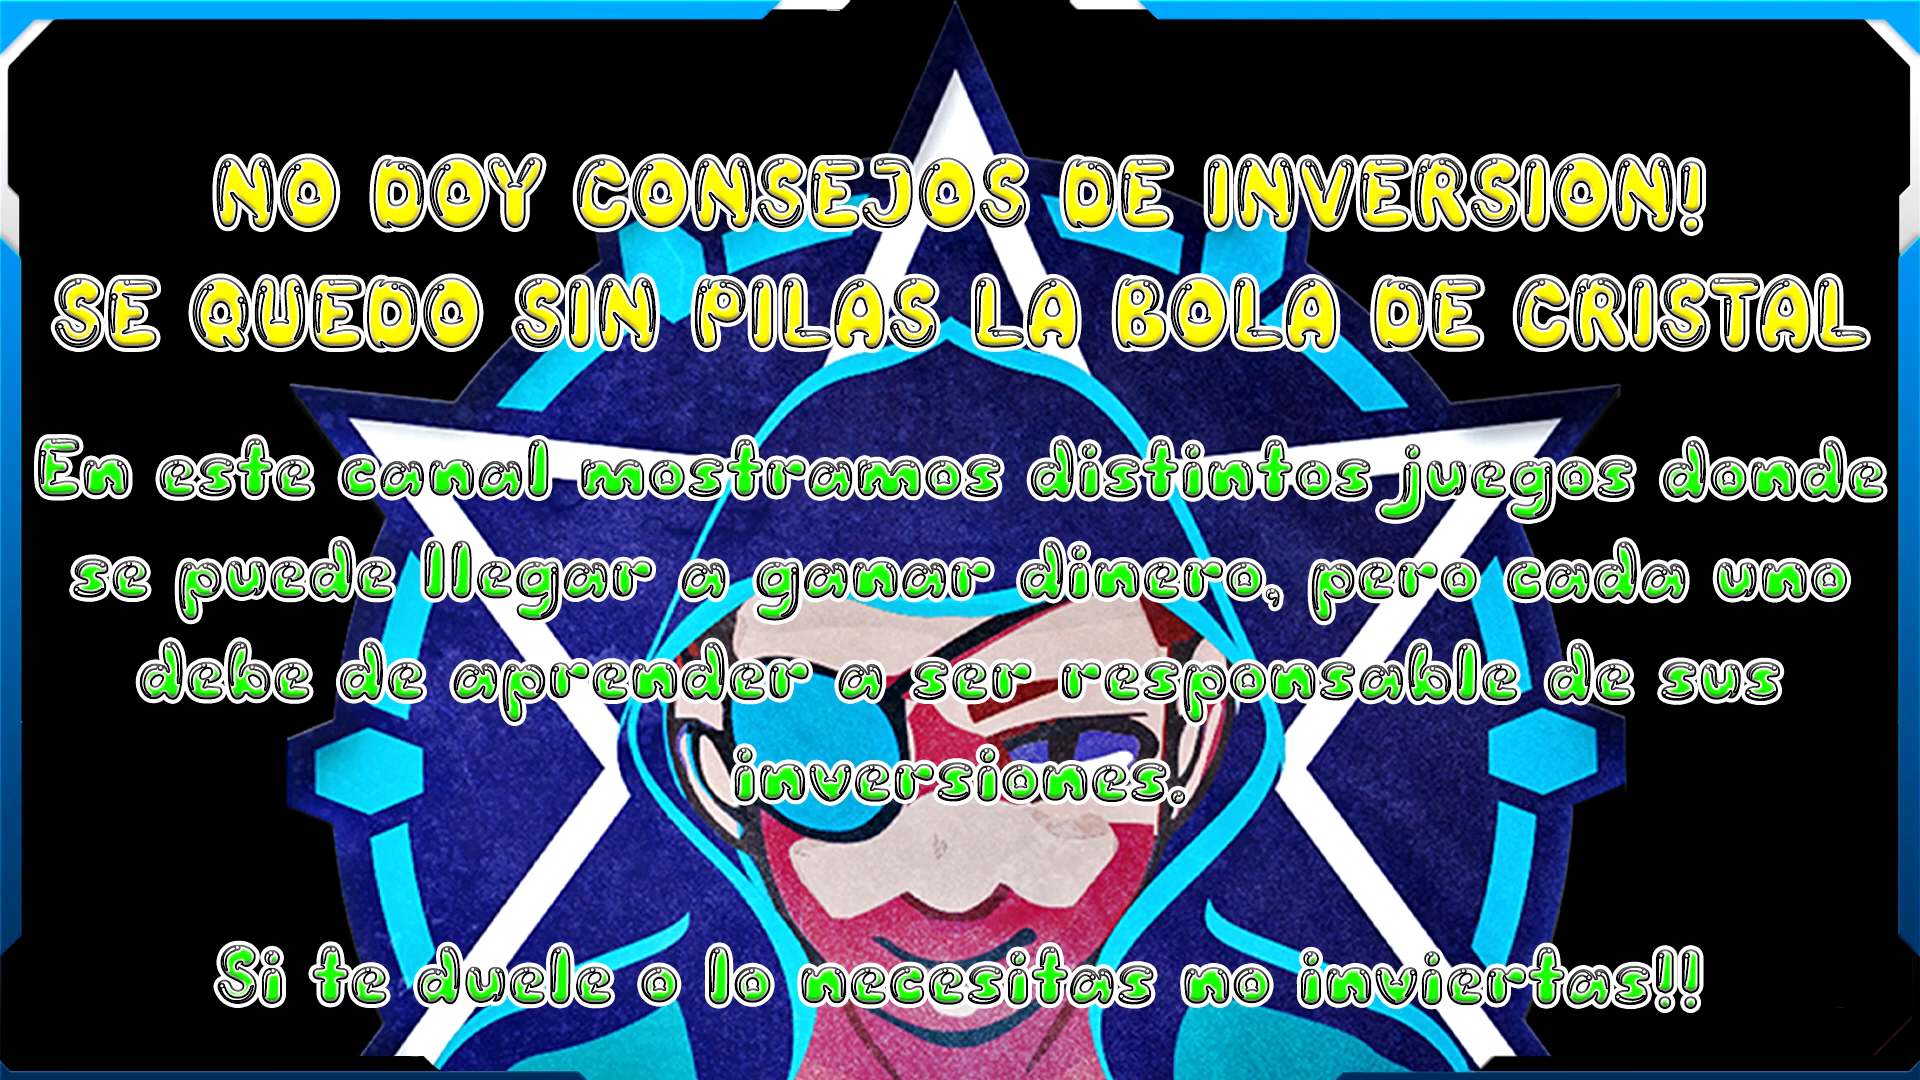 NO DOY CONSEJOS DE INVERSION!
SE QUEDO SIN PILAS LA BOLA DE CRISTAL
En este canal mostramos distintos juegos donde
se puede llegar a ganar dinero, pero cada uno
debe de aprender a ser responsable de sus
inversiones.
Si te duele o lo necesitas no inviertas!!